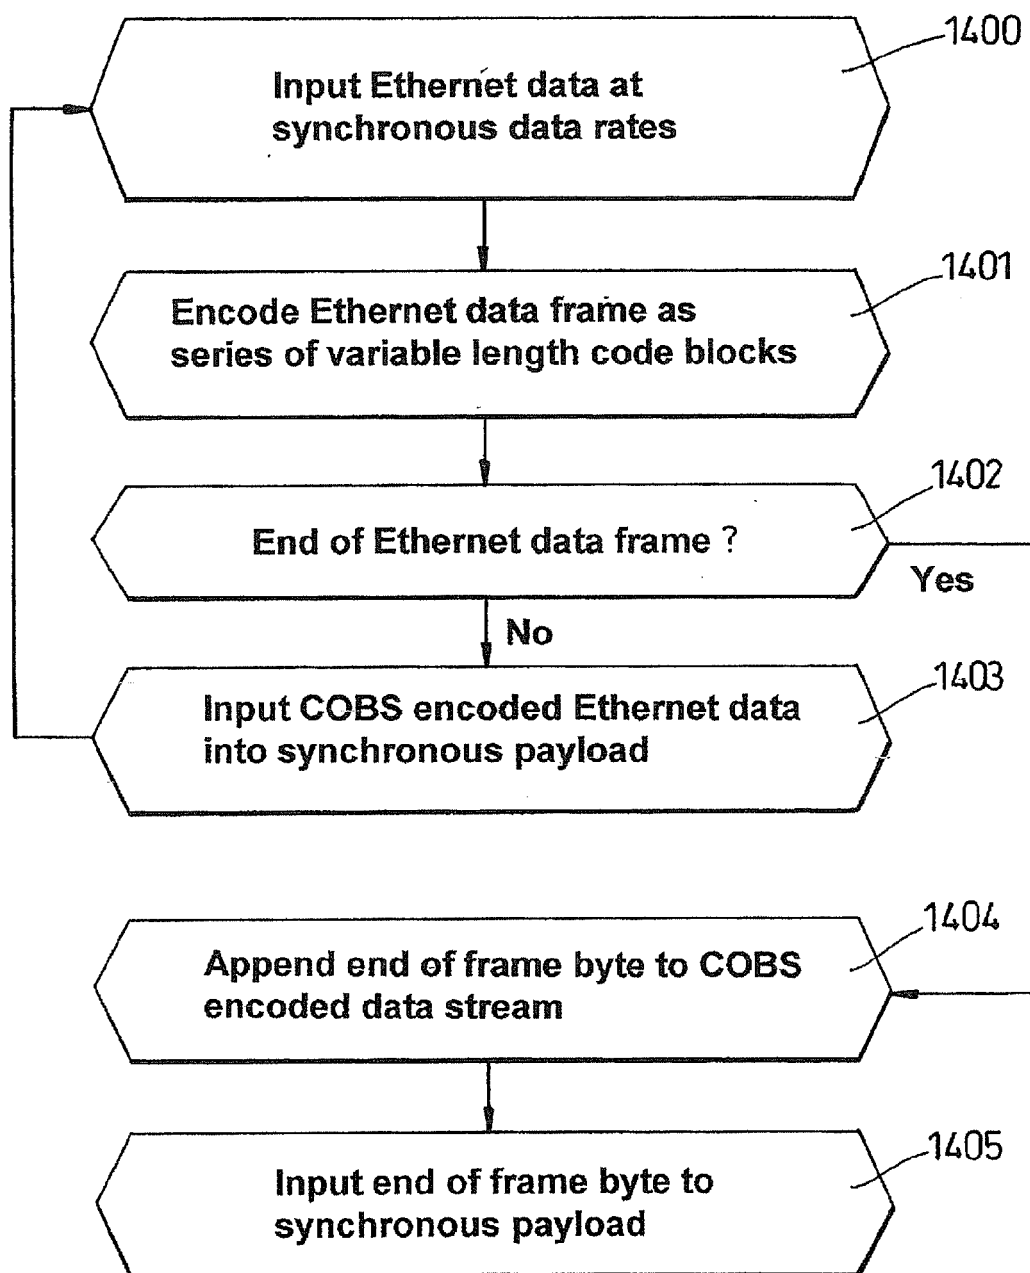 1400
Input Ethernet data at
synchronous data rates
1401
Encode Ethernet data frame as
series of variable length code blocks
1402
End of Ethernet data frame ?
Yes
No
1403
Input COBS encoded Ethernet data
into synchronous payload
1404
Append end of frame byte to COBS
encoded data stream
1405
Input end of frame byte to
synchronous payload